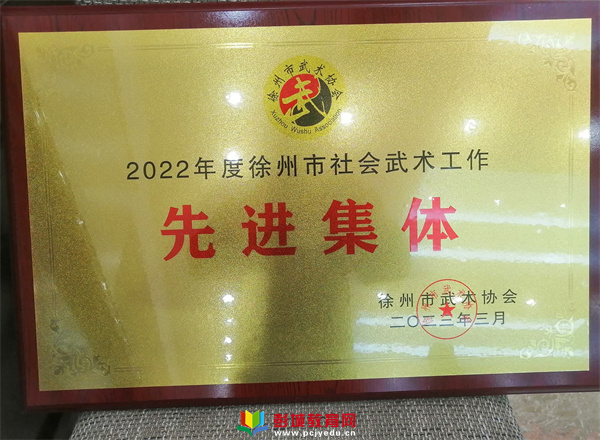 徐州市武术协会
武
Xuzhou Wushu Association
2022年度徐州市社会武术工作
先进集体
徐州市武术协会
二〇二三年三月
彭城教育网
www.pcjyedu.cn